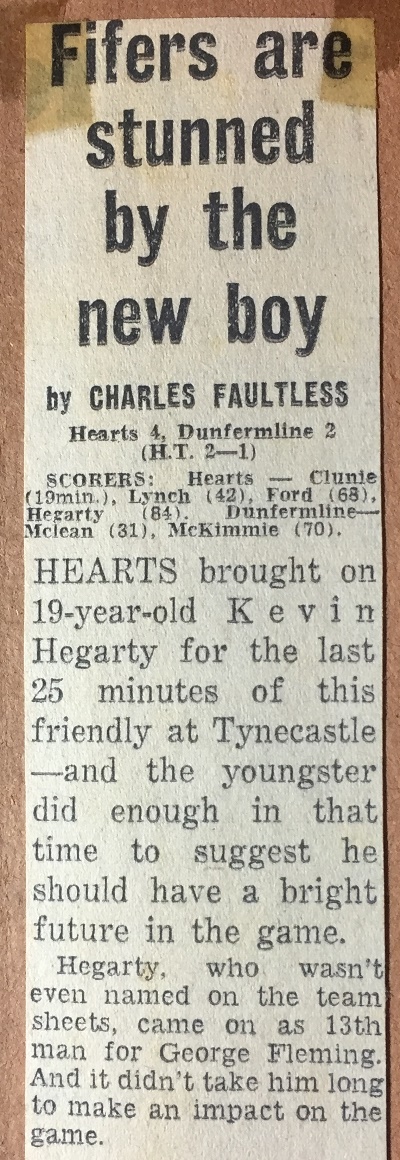 Fifers are
stunned
by the
new boy
by CHARLES FAULTLESS
Hearts 4, Dunfermline 2
(H.T. 2—1)
SCORERS: Hearts — Clunie
(19min.), Lynch (42), Ford (68),
Hegarty (84). Dunfermline—
Mclean (31), McKimmie (70).
HEARTS brought on
19-year-old Kevin
Hegarty for the last
25 minutes of this
friendly at Tynecastle
—and the youngster
did enough in that
time to suggest he
should have a bright
future in the game.
Hegarty, who wasn't
even named on the team
sheets, came on as 13th
man for George Fleming.
And it didn't take him long
to make an impact on the
game.